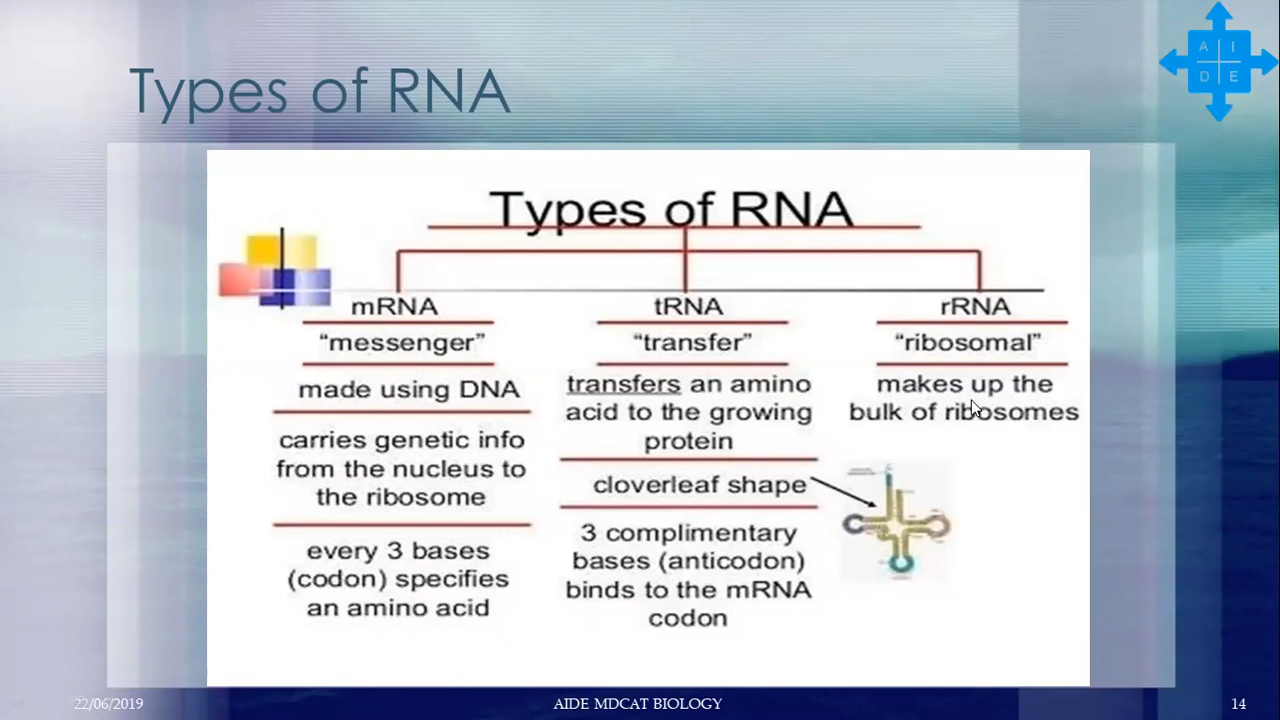 Types of RNA
A I
D E
Types of RNA
mRNA
"messenger"
made using DNA
carries genetic info
from the nucleus to
the ribosome
every 3 bases
(codon) specifies
an amino acid
tRNA
"transfer"
transfers an amino
acid to the growing
protein
cloverleaf shape
3 complimentary
bases (anticodon)
binds to the mRNA
codon
rRNA
"ribosomal"
makes up the
bulk of ribosomes
22/06/2019
AIDE MDCAT BIOLOGY
14